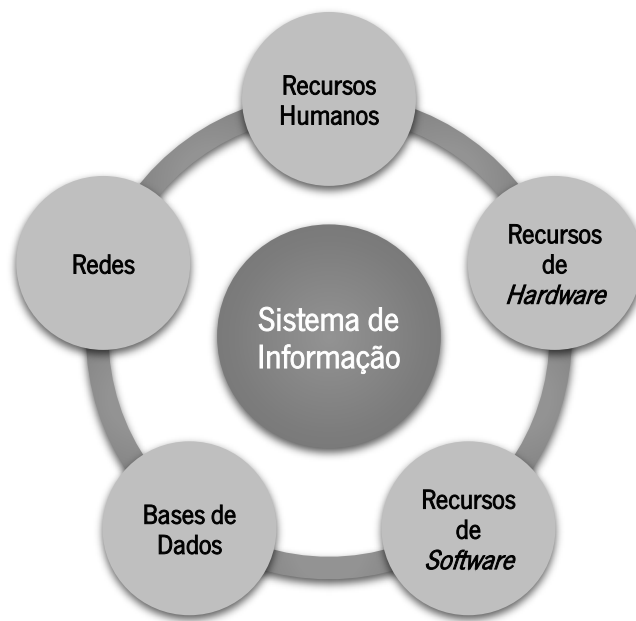 Recursos
Humanos
Redes
Recursos
de
Hardware
Sistema de
Informação
Bases de
Dados
Recursos
de
Software